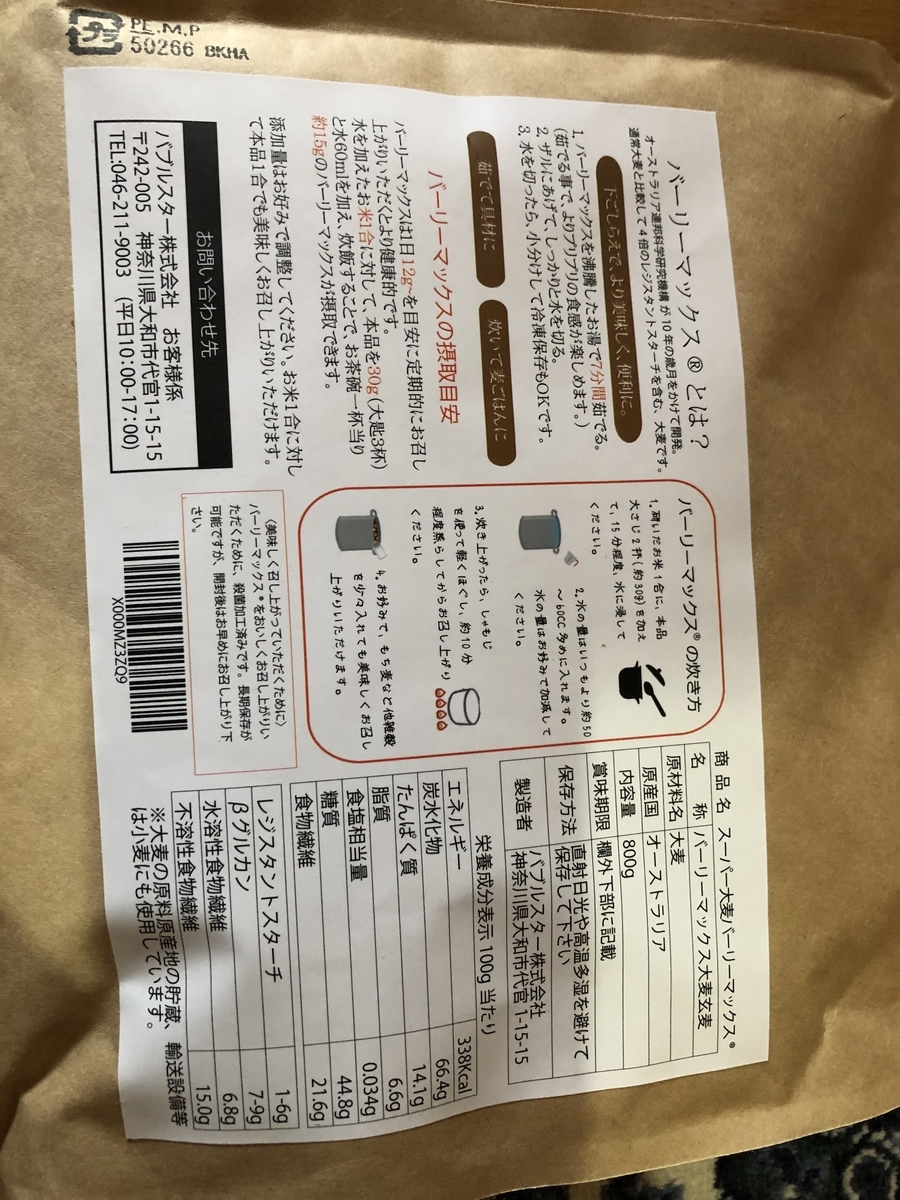 プラ
PE.M.P
50266 BKHA
バーリーマックス®とは？
オーストラリア連邦科学研究機構が10年の歳月をかけて開発。
通常大麦と比較して4倍のレジスタントスターチを含む、大麦です。
下ごしらえで、より美味しく、便利に。
1. バーリーマックスを沸騰したお湯で7分間茹でる。
(茹でる事で、よりプリプリの食感が楽しめます。)
2. ザルにあけて、しっかりと水を切る。
3. 水を切ったら、小分けして冷凍保存もOKです。
茹でて具材に
炊いて麦ごはんに
バーリーマックスの摂取目安
バーリーマックスは1日12gを目安に定期的にお召し
上がりいただくとより健康的です。
水を加えたお米1合に対して、本品を30g(大匙3杯)
と水60mlを加え、炊飯することで、お茶碗一杯当り
約15gのバーリーマックスが摂取できます。
添加量はお好みで調整してください。お米1合に対し
て本品1合でも美味しくお召し上がりいただけます。
お問い合わせ先
バブルスター株式会社 お客様係
〒242-005 神奈川県大和市代官1-15-15
TEL:046-211-9003 (平日10:00-17:00)
バーリーマックス®の炊き方
1. 研いだお米1合に、本品
大さじ2杯(約30g)を加え
て、15分程度、水に浸して
ください。
2. 水の量はいつもより約50
～60CC多めに入れます。
水の量はお好みで加減して
ください。
3. 炊き上がったら、しゃもじ
を使って軽くほぐし、約10分
程度蒸らしてからお召し上がり
ください。
4. お好みで、もち麦など他雑穀
を少々入れても美味しくお召し
上がりいただけます。
〈美味しく召し上がっていただくために〉
バーリーマックス®をおいしくお召し上がりい
ただくために、殺菌加工済みです。長期保存が
可能ですが、開封後はお早めにお召し上がり下
さい。
X000MZ3ZQ9
商品名 スーパー大麦バーリーマックス®
名称 バーリーマックス大麦玄麦
原材料名 大麦
原産国 オーストラリア
内容量 800g
賞味期限 欄外下部に記載
保存方法 直射日光や高温多湿を避けて
保存して下さい
製造者 バブルスター株式会社
神奈川県大和市代官1-15-15
栄養成分表示 100g 当たり
エネルギー 338Kcal
炭水化物 66.4g
たんぱく質 14.1g
脂質 6.6g
食塩相当量 0.034g
糖質 44.8g
食物繊維 21.6g
レジスタントスターチ 1-6g
βグルカン 7-9g
水溶性食物繊維 6.8g
不溶性食物繊維 15.0g
※大麦の原料原産地の貯蔵、輸送設備等
は小麦にも使用しています。